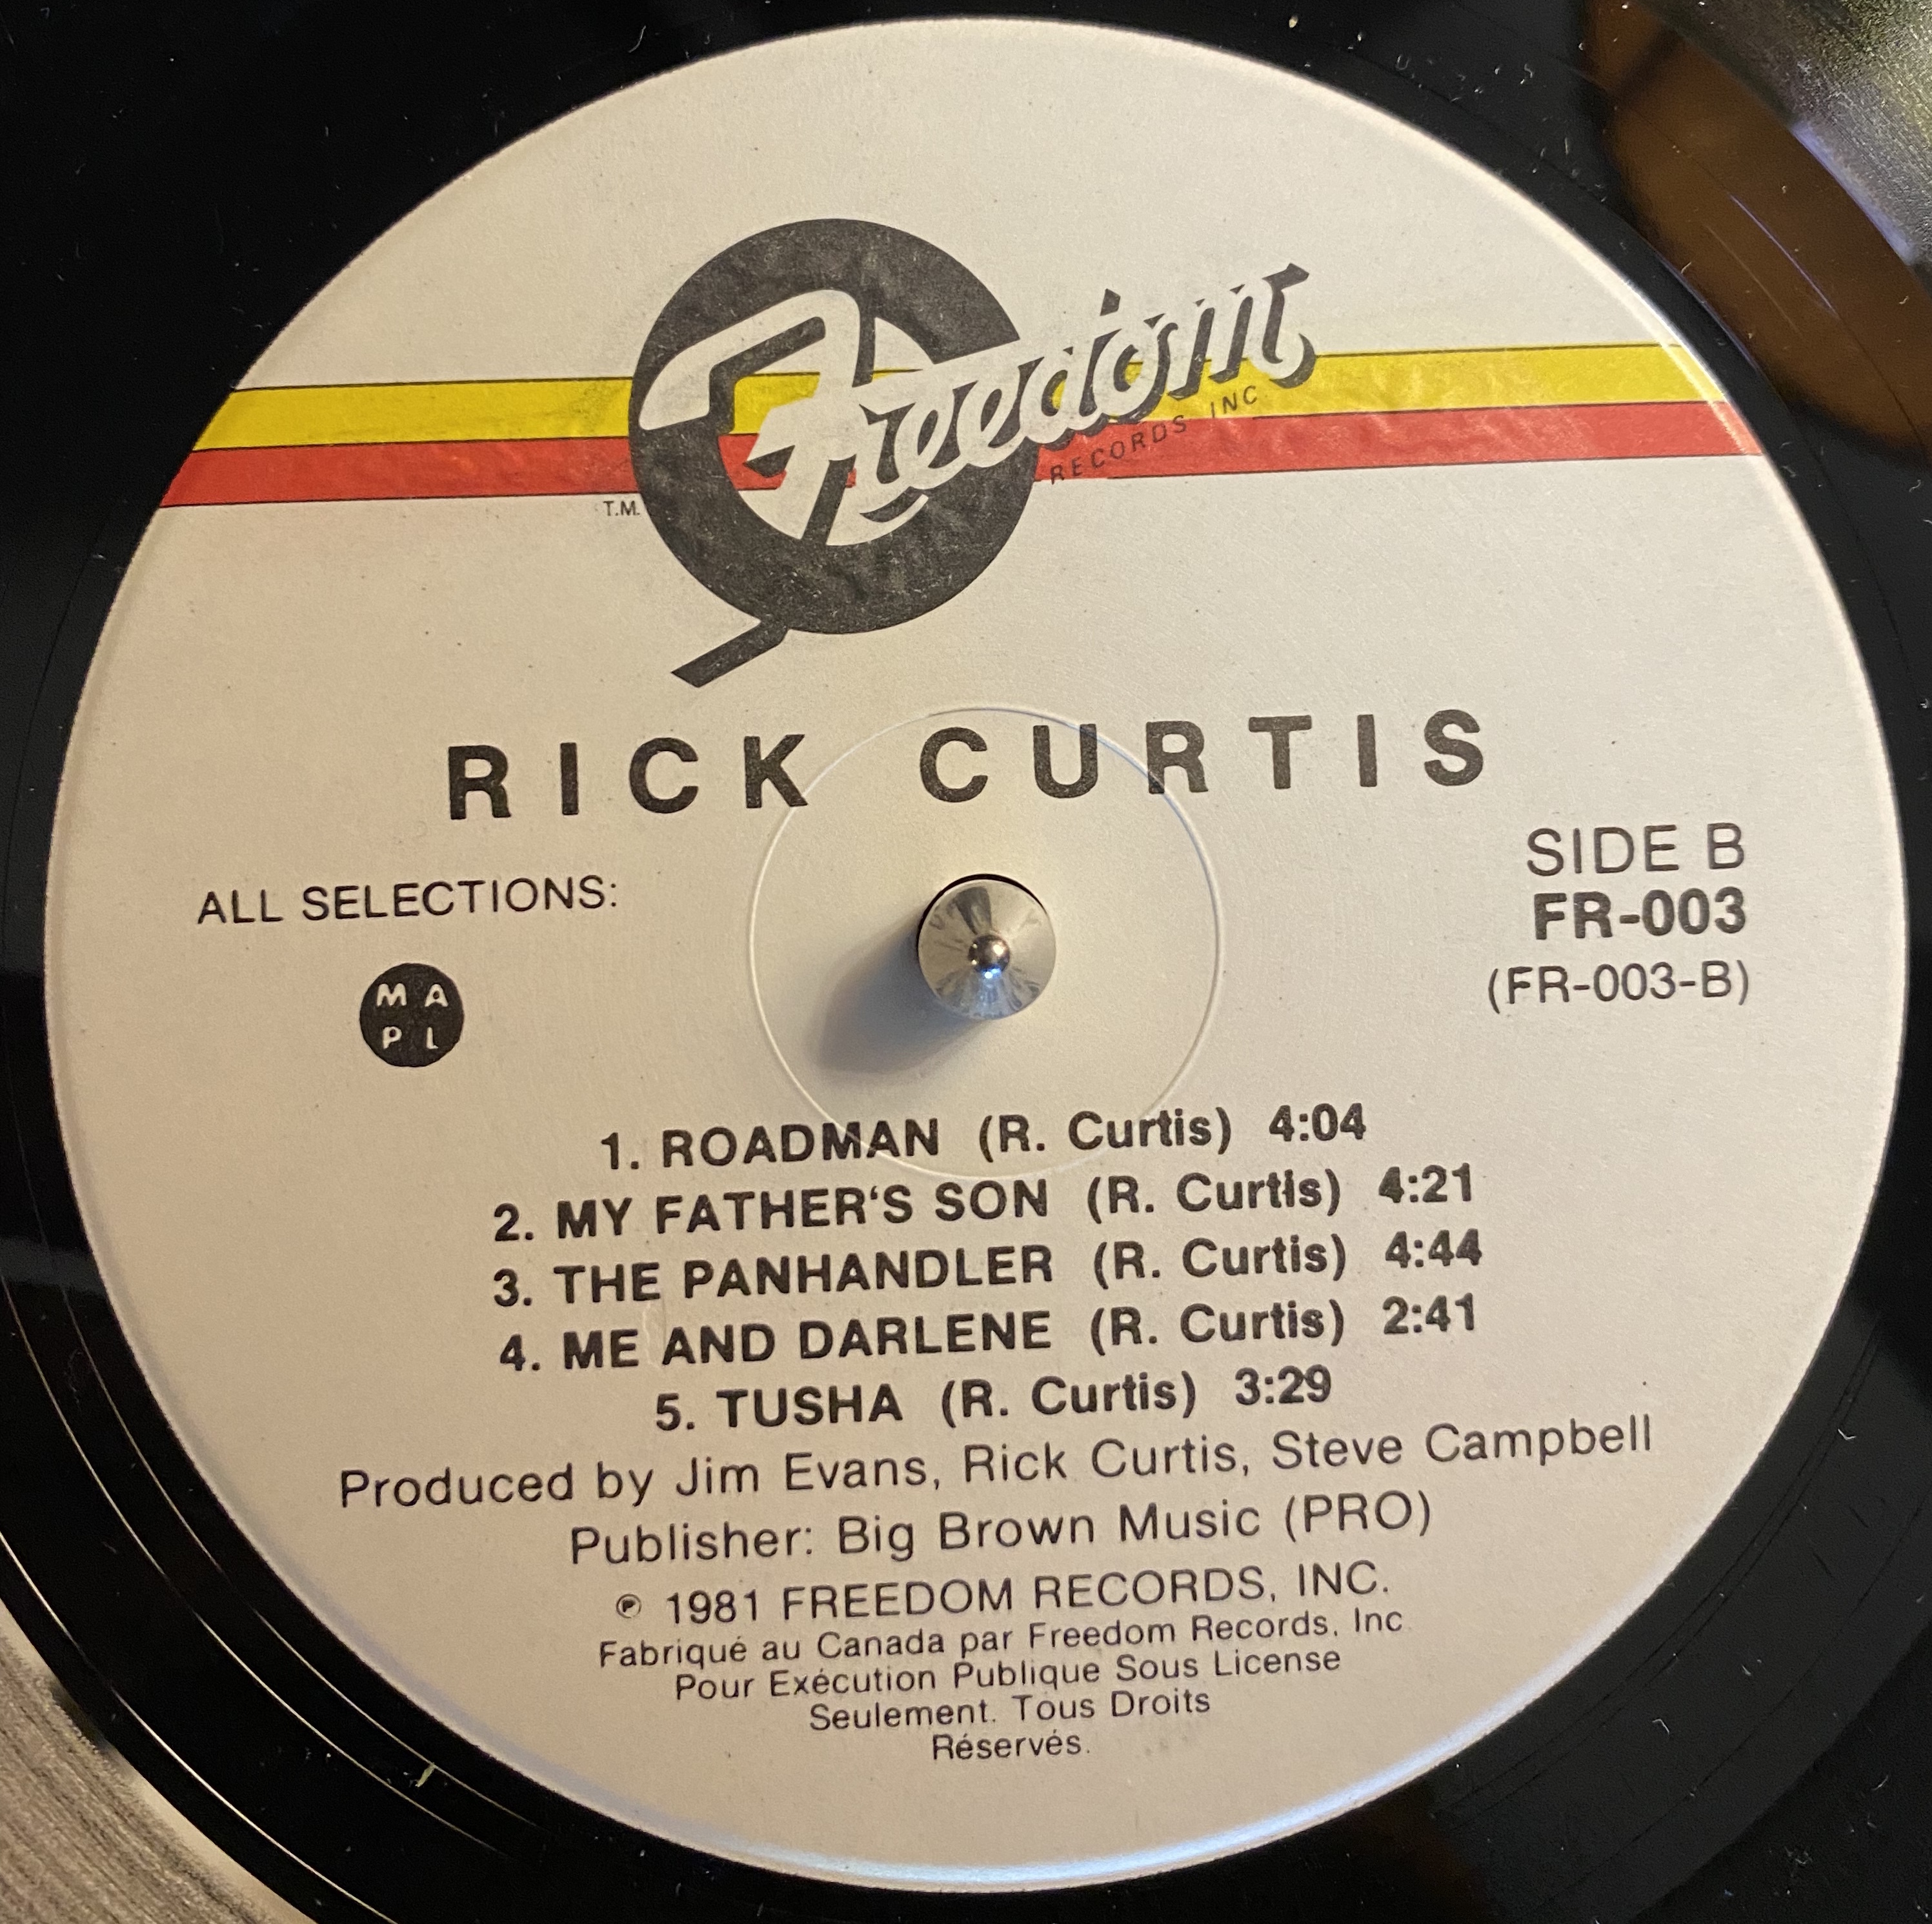 Freedom
RECORDS INC
T.M.
RICK CURTIS
SIDE B
ALL SELECTIONS:
FR-003
(FR-003-B)
M A
P L
1. ROADMAN (R. Curtis) 4:04
2. MY FATHER‘S SON (R. Curtis) 4:21
3. THE PANHANDLER (R. Curtis) 4:44
4. ME AND DARLENE (R. Curtis) 2:41
5. TUSHA (R. Curtis) 3:29
Produced by Jim Evans, Rick Curtis, Steve Campbell
Publisher: Big Brown Music (PRO)
℗ 1981 FREEDOM RECORDS, INC.
Fabriqué au Canada par Freedom Records, Inc
Pour Exécution Publique Sous License
Seulement. Tous Droits
Réservés.